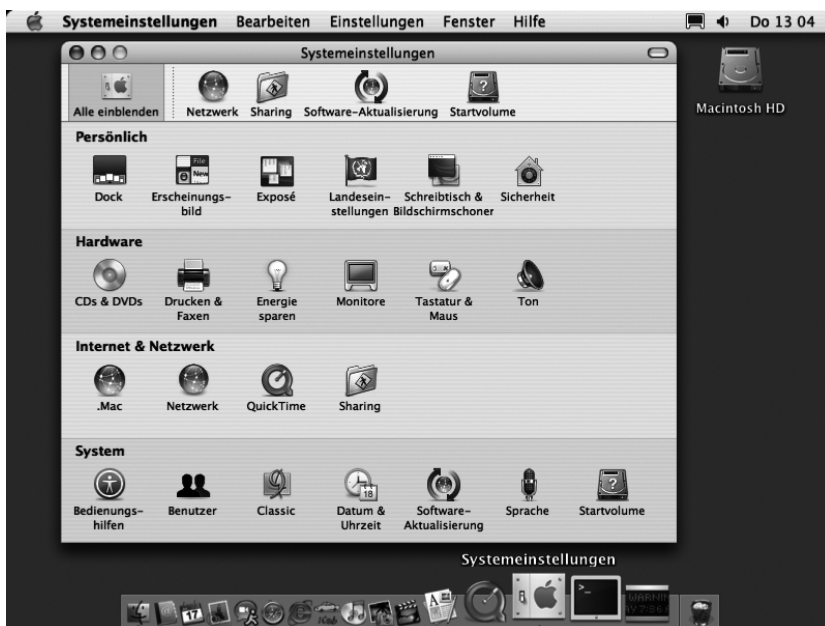 Systemeinstellungen Bearbeiten Einstellungen Fenster Hilfe Do 13 04
Systemeinstellungen
Alle einblenden Netzwerk Sharing Software-Aktualisierung Startvolume
Macintosh HD
Persönlich
Dock Erscheinungs- Exposé Landesein- Schreibtisch & Sicherheit
bild stellungen Bildschirmschoner
Hardware
CDs & DVDs Drucken & Energie Monitore Tastatur & Ton
Faxen sparen Maus
Internet & Netzwerk
.Mac Netzwerk QuickTime Sharing
System
Bedienungs- Benutzer Classic Datum & Software- Sprache Startvolume
hilfen Uhrzeit Aktualisierung
Systemeinstellungen